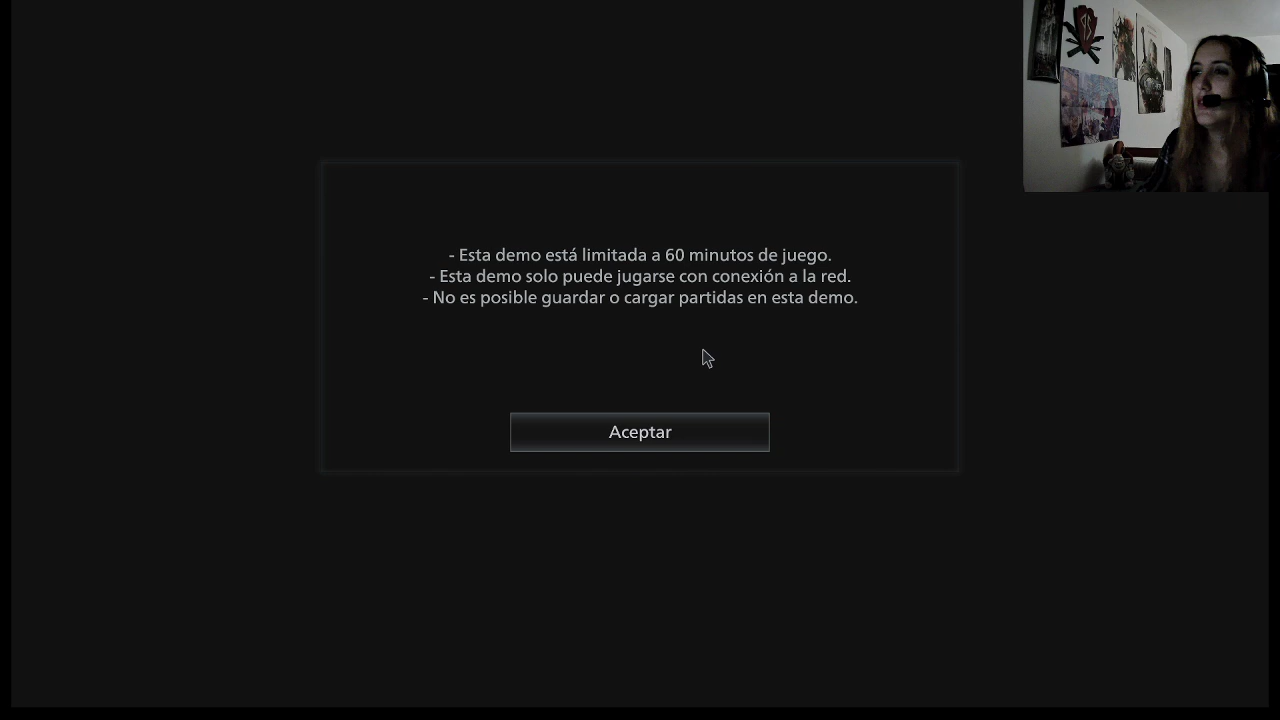 - Esta demo está limitada a 60 minutos de juego.
- Esta demo solo puede jugarse con conexión a la red.
- No es posible guardar o cargar partidas en esta demo.
Aceptar